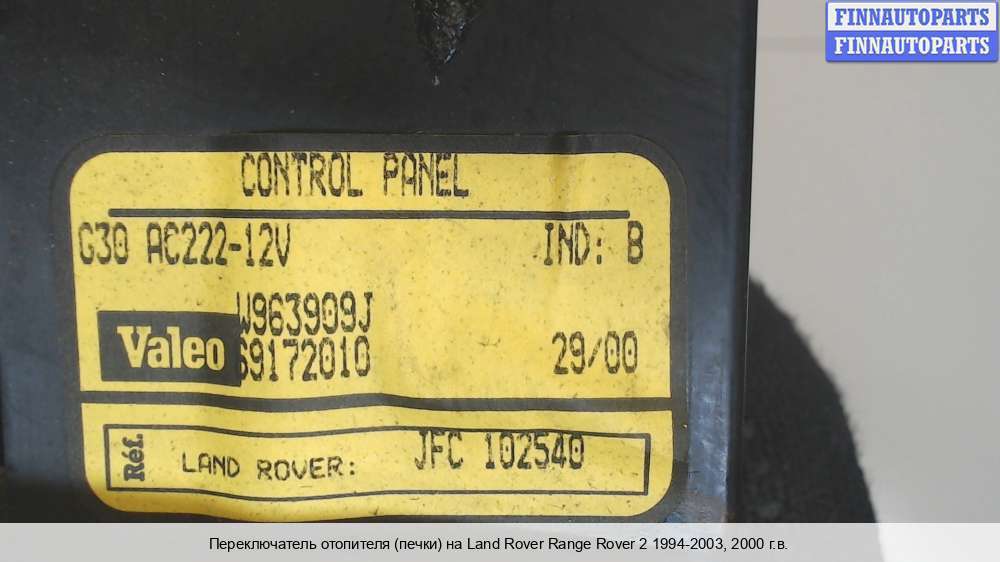 FINNAUTOPARTS
FINNAUTOPARTS
CONTROL PANEL
G30 AC222-12V IND: B
W963909J
Valeo 69172010 29/00
Réf. LAND ROVER: JFC 102540
Переключатель отопителя (печки) на Land Rover Range Rover 2 1994-2003, 2000 г.в.